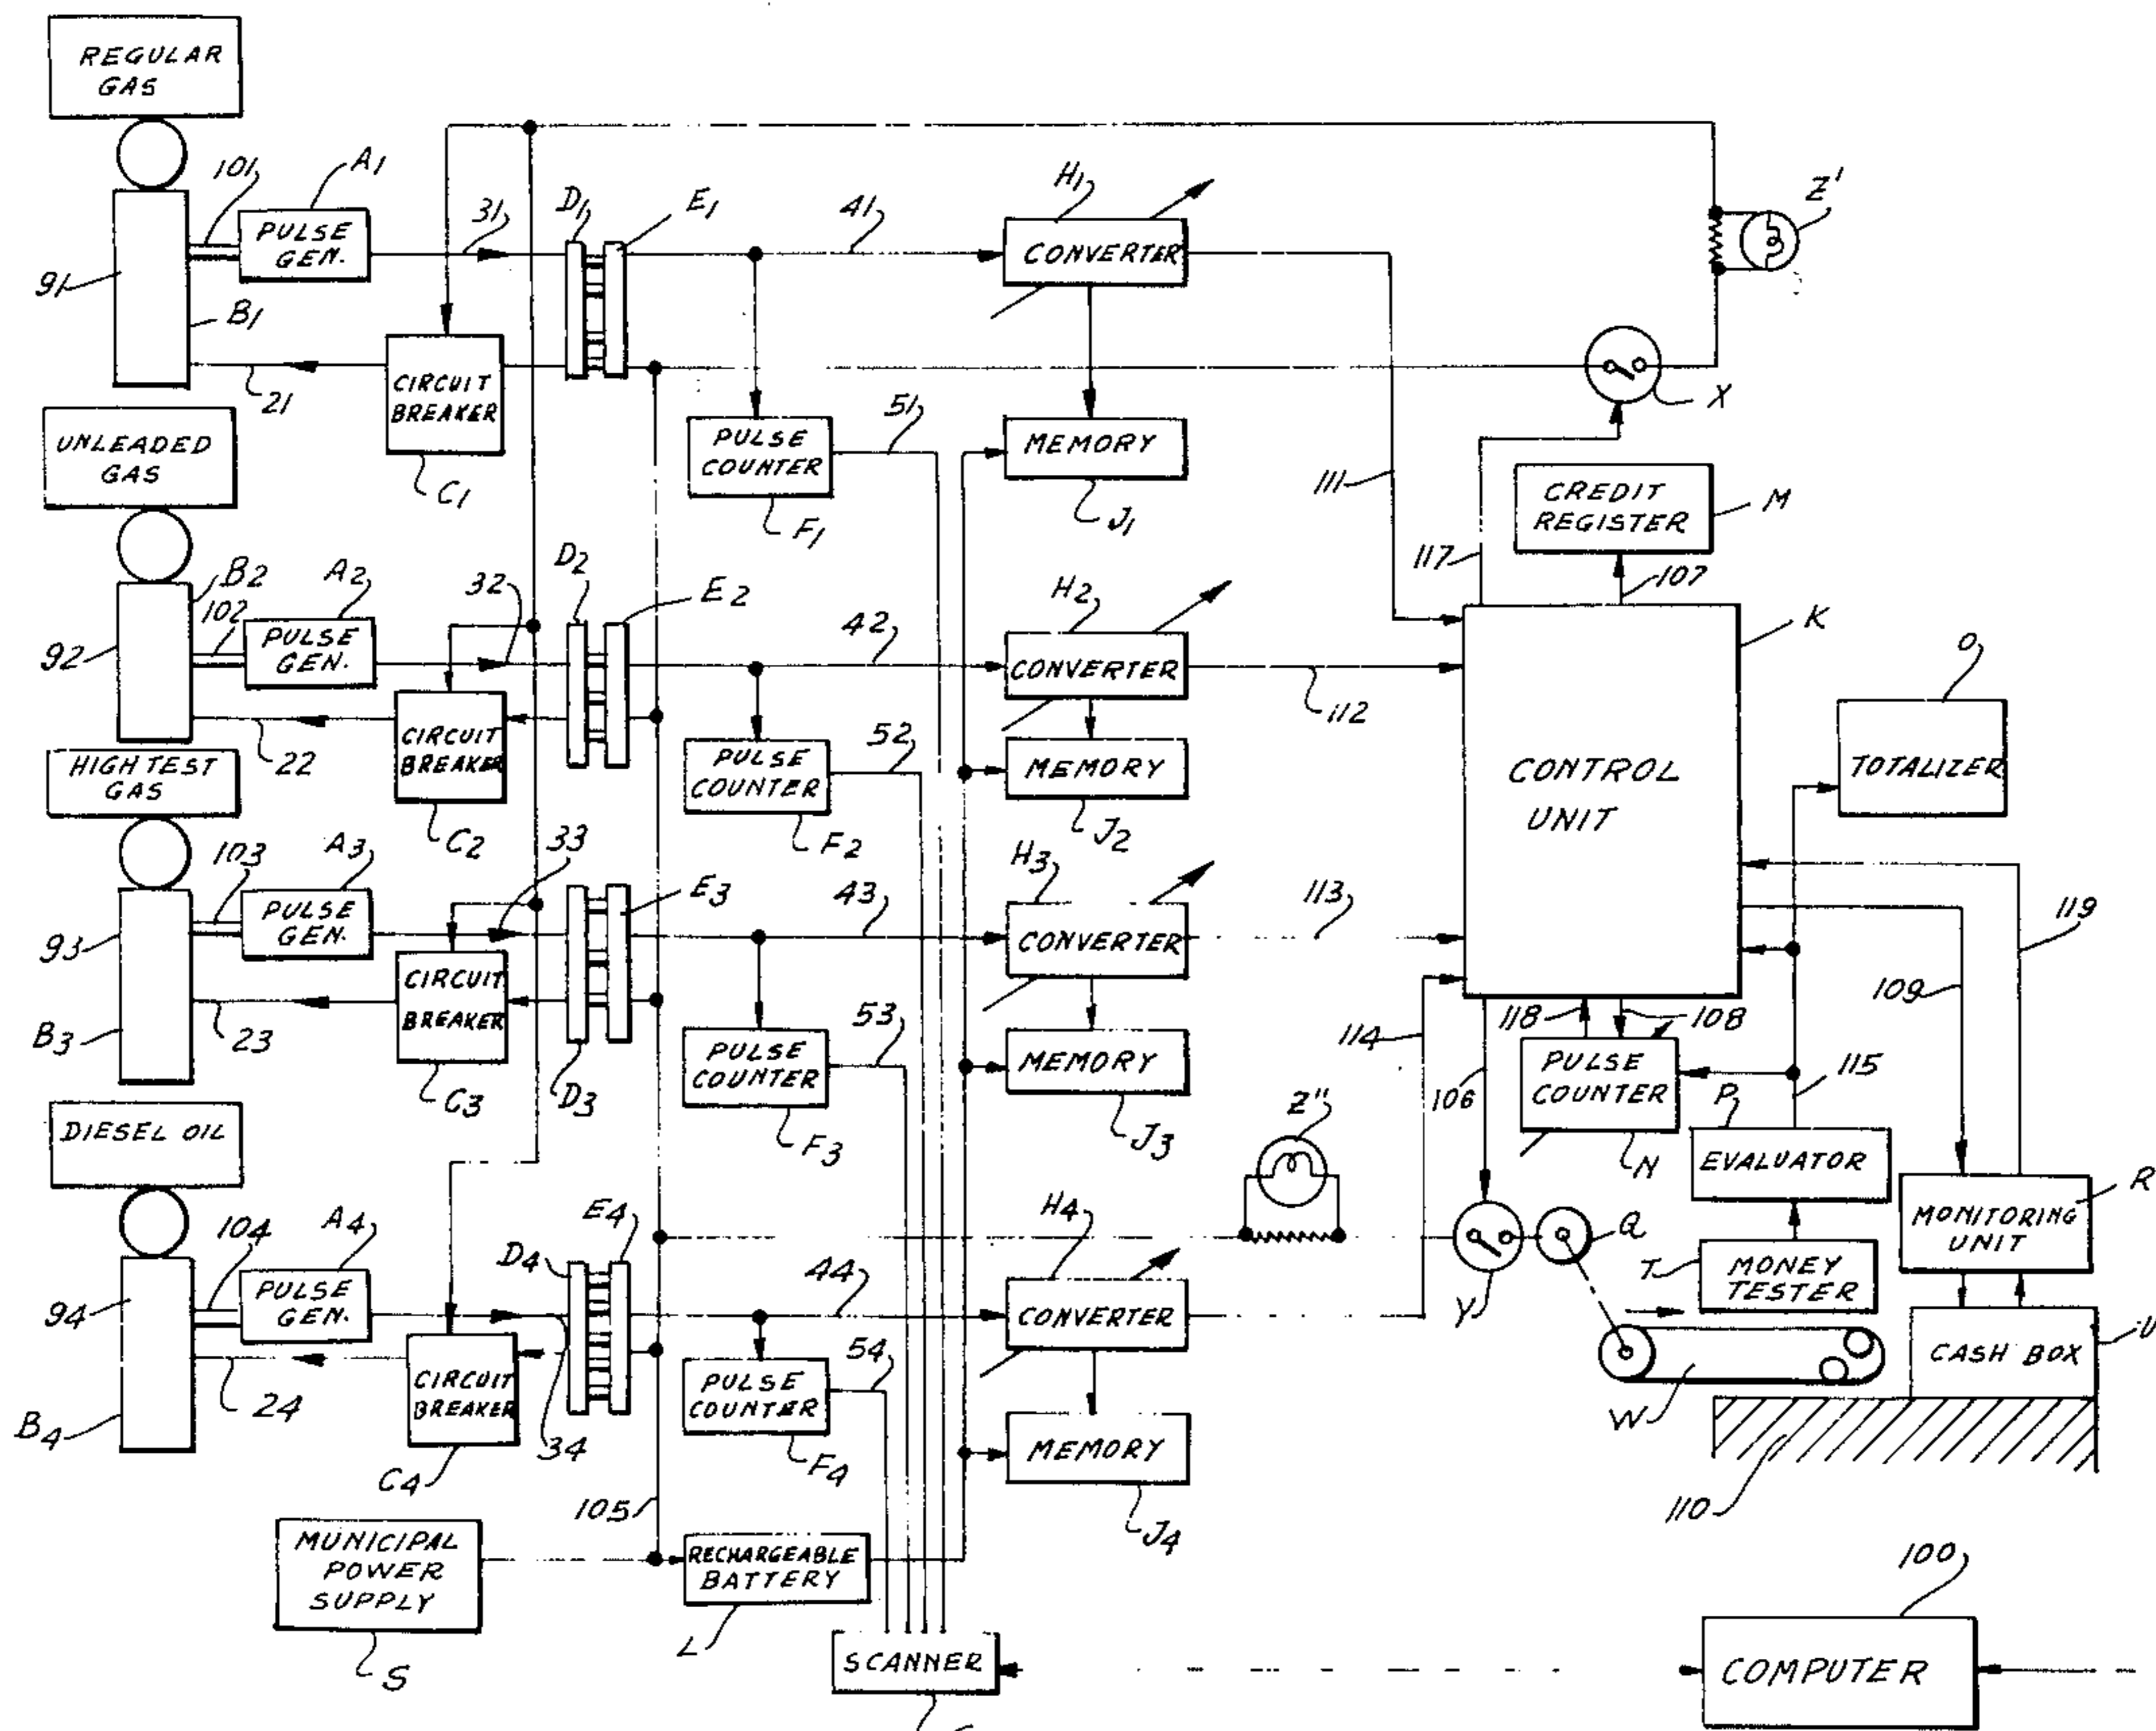 REGULAR
GAS
101
A1
PULSE
GEN.
31
D1
E1
41
H1
CONVERTER
Z'
91
B1
21
CIRCUIT
BREAKER
C1
PULSE
COUNTER
F1
51
MEMORY
J1
111
X
CREDIT
REGISTER
M
117
107
UNLEADED
GAS
B2
102
A2
PULSE
GEN.
32
D2
E2
42
H2
CONVERTER
112
K
92
22
CIRCUIT
BREAKER
C2
PULSE
COUNTER
F2
52
MEMORY
J2
CONTROL
UNIT
O
TOTALIZER
HIGH TEST
GAS
103
A3
PULSE
GEN.
33
E3
43
H3
CONVERTER
113
93
B3
23
CIRCUIT
BREAKER
C3
D3
PULSE
COUNTER
F3
53
MEMORY
J3
114
106
118
108
PULSE
COUNTER
N
P
115
109
119
EVALUATOR
R
MONITORING
UNIT
DIESEL OIL
104
A4
PULSE
GEN.
D4
E4
44
H4
CONVERTER
Z"
Y
Q
T
MONEY
TESTER
94
B4
24
CIRCUIT
BREAKER
C4
34
PULSE
COUNTER
F4
54
MEMORY
J4
W
CASH BOX
U
110
105
MUNICIPAL
POWER
SUPPLY
S
RECHARGEABLE
BATTERY
L
SCANNER
100
COMPUTER